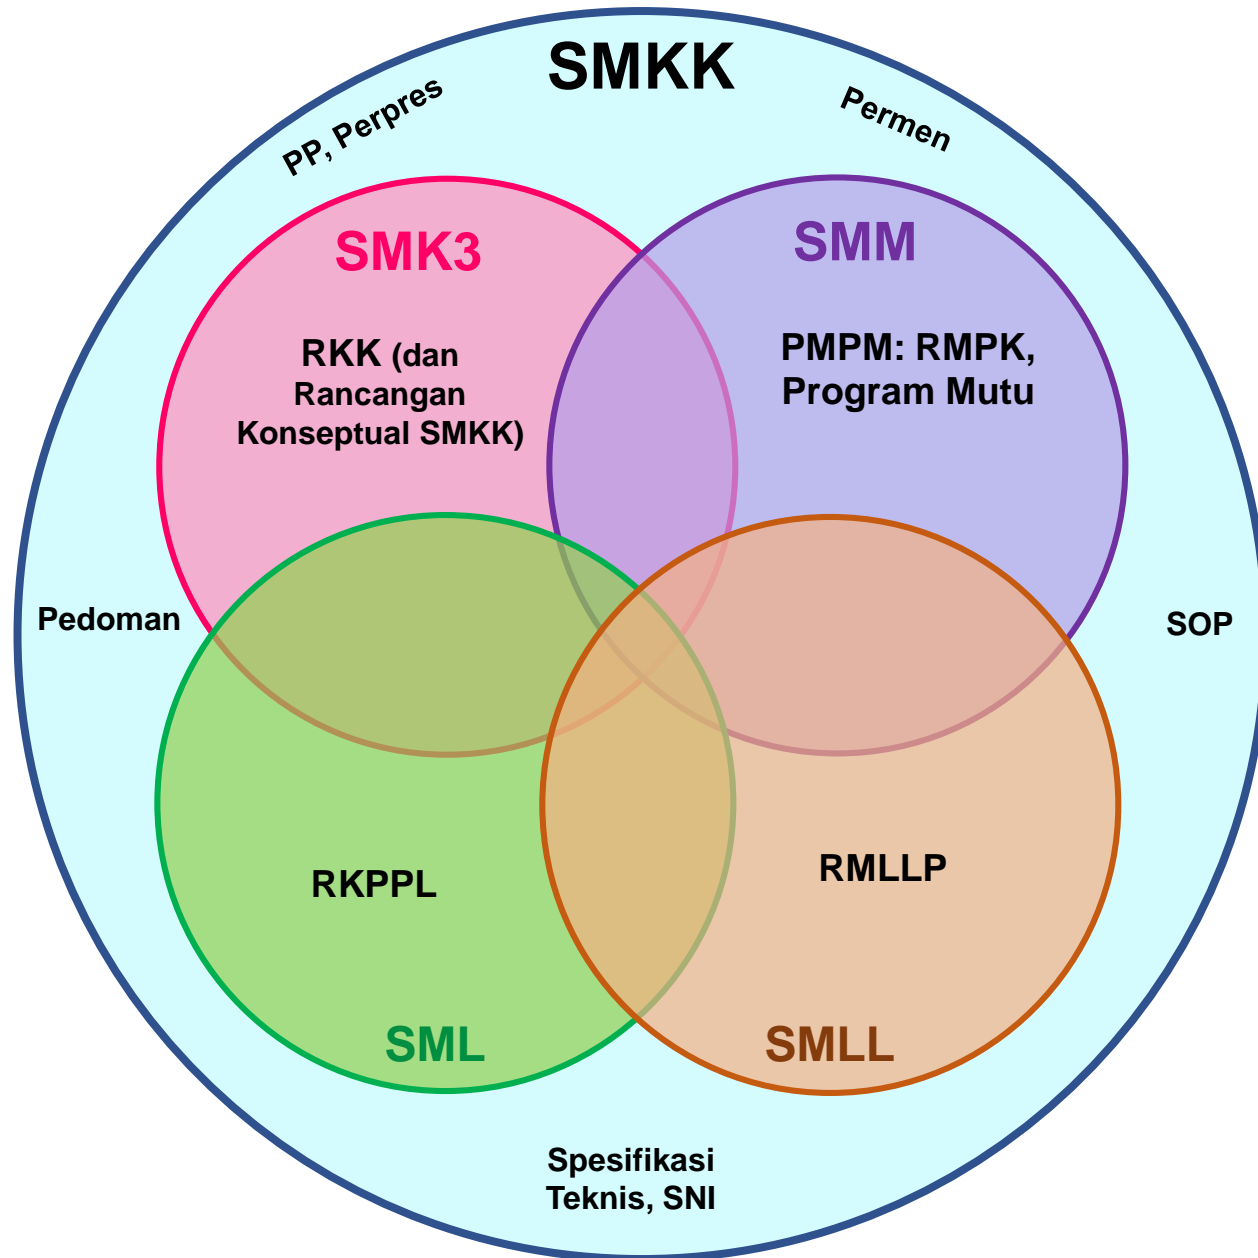 SMKK
PP, Perpres
Permen
SMK3
SMM
RKK (dan
Rancangan
Konseptual SMKK)
PMPM: RMPK,
Program Mutu
Pedoman
SOP
RKPPL
RMLLP
SML
SMLL
Spesifikasi
Teknis, SNI